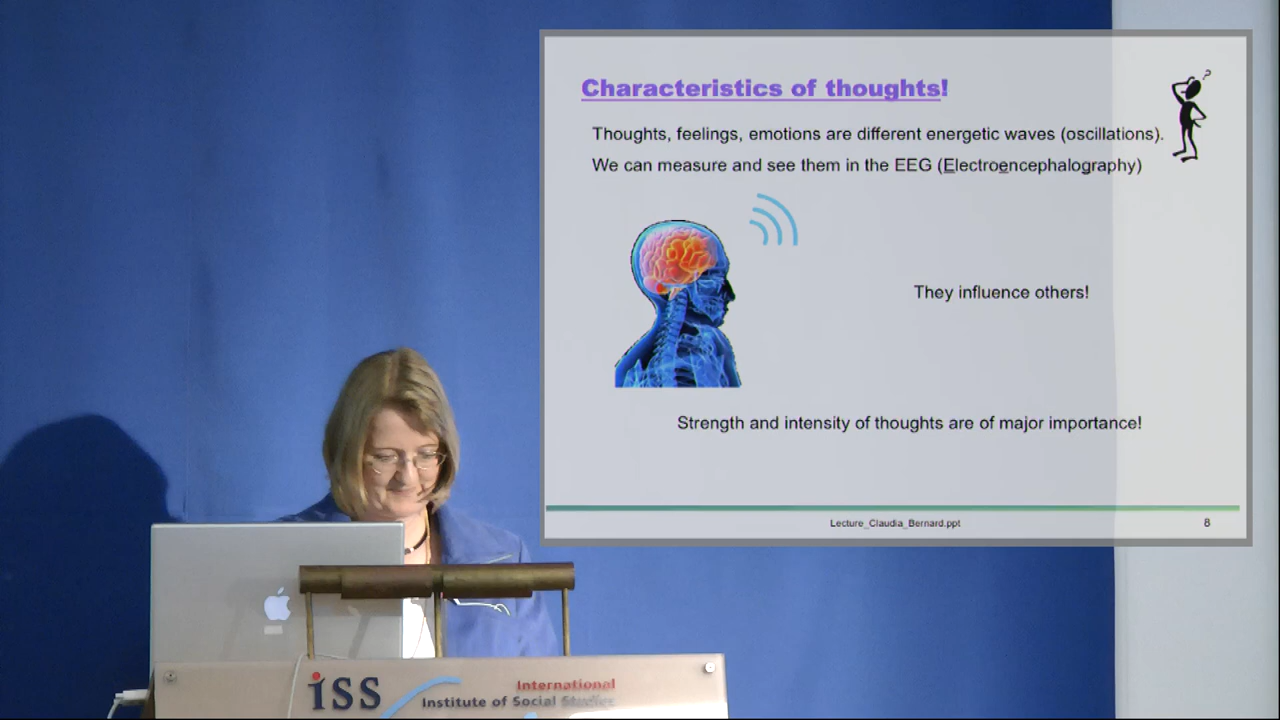 Characteristics of thoughts!
?
Thoughts, feelings, emotions are different energetic waves (oscillations).
We can measure and see them in the EEG (Electroencephalography)
They influence others!
Strength and intensity of thoughts are of major importance!
Lecture_Claudia_Bernard.ppt
8
iSS
International
Institute of Social Studies